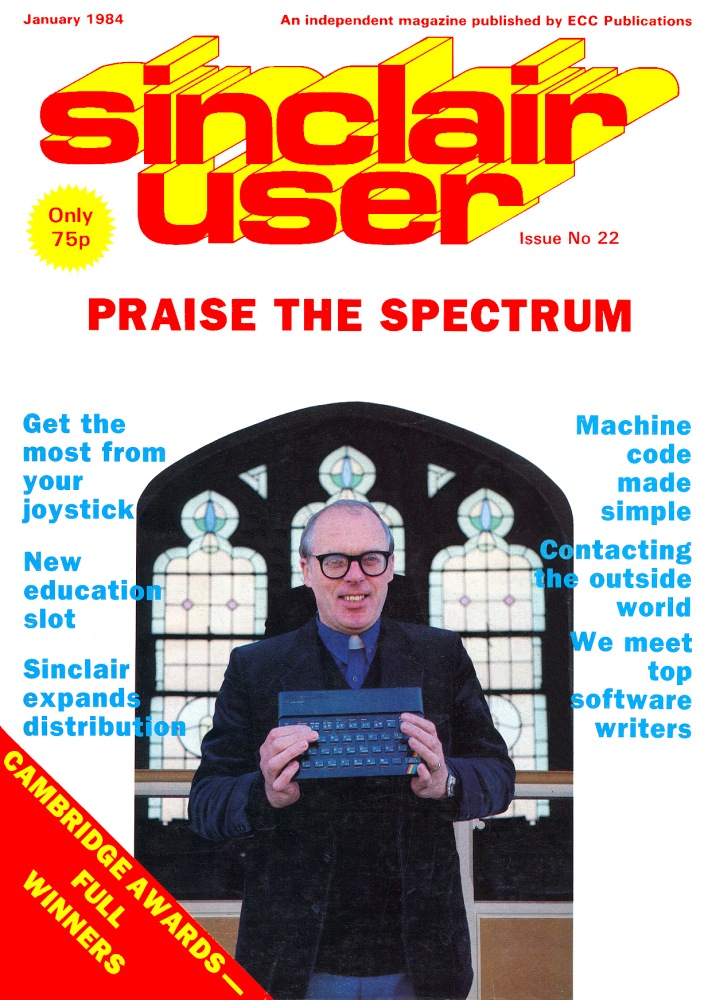 January 1984
An independent magazine published by ECC Publications
sinclair
user
Only
75p
Issue No 22
PRAISE THE SPECTRUM
Get the
most from
your
joystick
New
education
slot
Sinclair
expands
distribution
Machine
code
made
simple
Contacting
the outside
world
We meet
top
software
writers
CAMBRIDGE AWARDS—
FULL
WINNERS